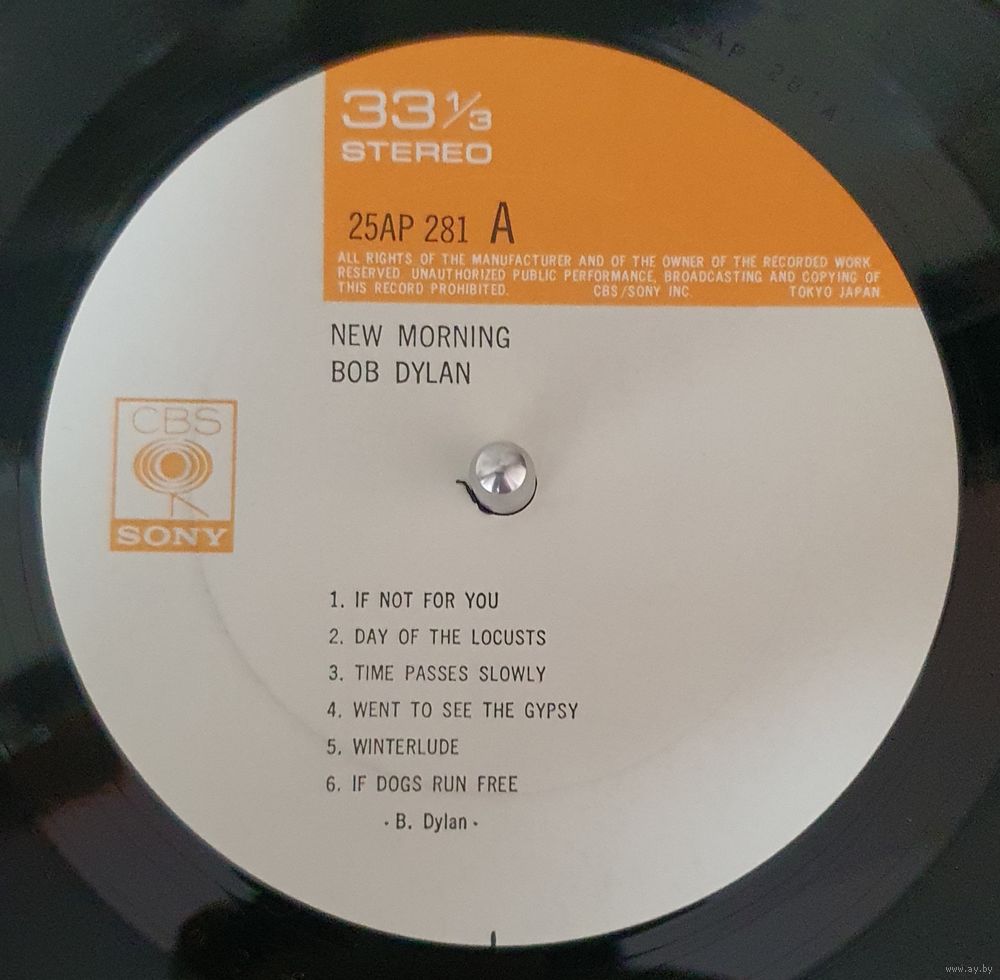 33 1/3
STEREO
25AP 281 A
ALL RIGHTS OF THE MANUFACTURER AND OF THE OWNER OF THE RECORDED WORK
RESERVED. UNAUTHORIZED PUBLIC PERFORMANCE, BROADCASTING AND COPYING OF
THIS RECORD PROHIBITED. CBS/SONY INC. TOKYO JAPAN
NEW MORNING
BOB DYLAN
CBS
SONY
1. IF NOT FOR YOU
2. DAY OF THE LOCUSTS
3. TIME PASSES SLOWLY
4. WENT TO SEE THE GYPSY
5. WINTERLUDE
6. IF DOGS RUN FREE
· B. Dylan ·
www.ay.by